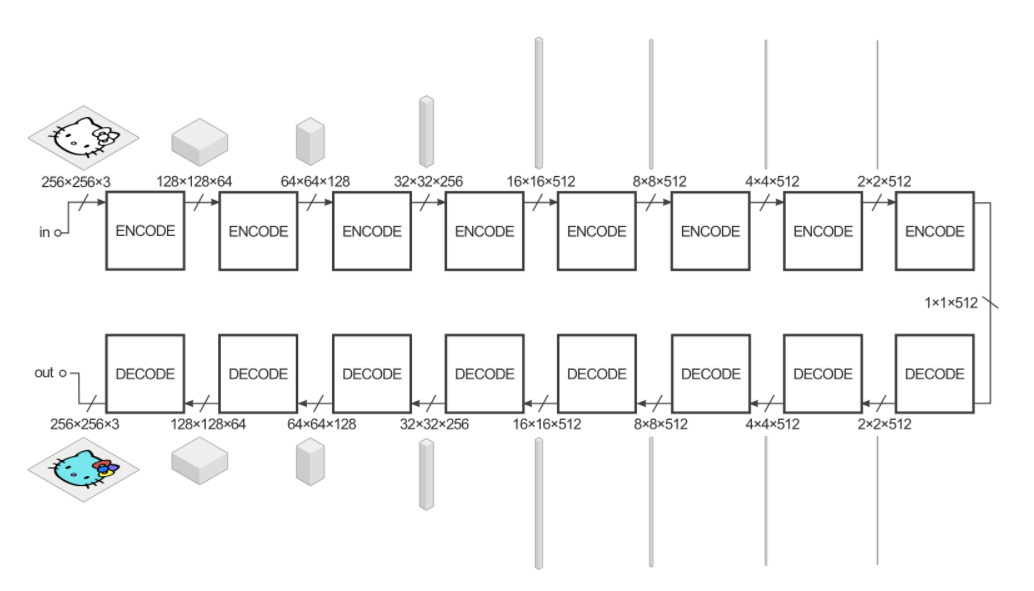 256×256×3 128×128×64 64×64×128 32×32×256 16×16×512 8×8×512 4×4×512 2×2×512
in ENCODE ENCODE ENCODE ENCODE ENCODE ENCODE ENCODE ENCODE
1×1×512
out DECODE DECODE DECODE DECODE DECODE DECODE DECODE DECODE
256×256×3 128×128×64 64×64×128 32×32×256 16×16×512 8×8×512 4×4×512 2×2×512